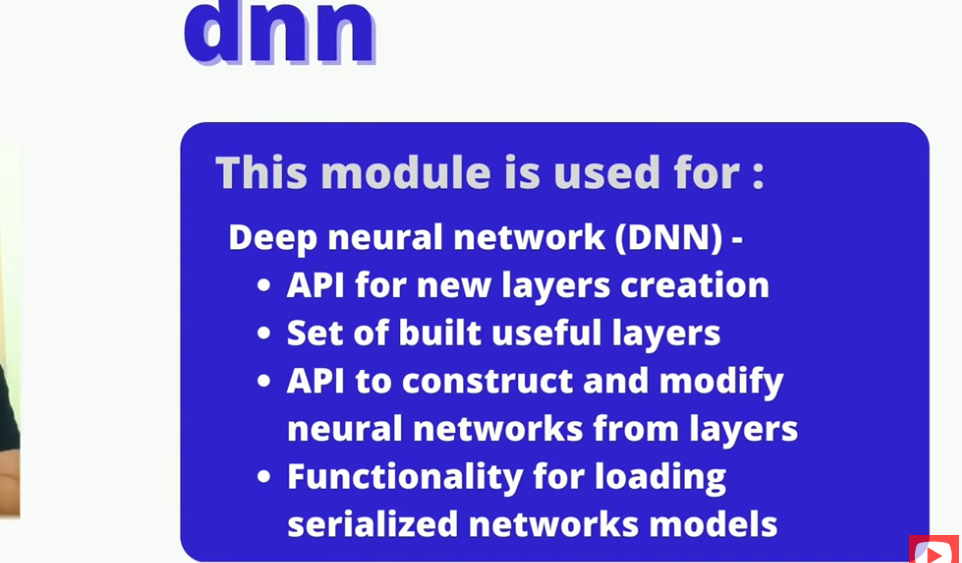 dnn
This module is used for :
Deep neural network (DNN) -
• API for new layers creation
• Set of built useful layers
• API to construct and modify
neural networks from layers
• Functionality for loading
serialized networks models